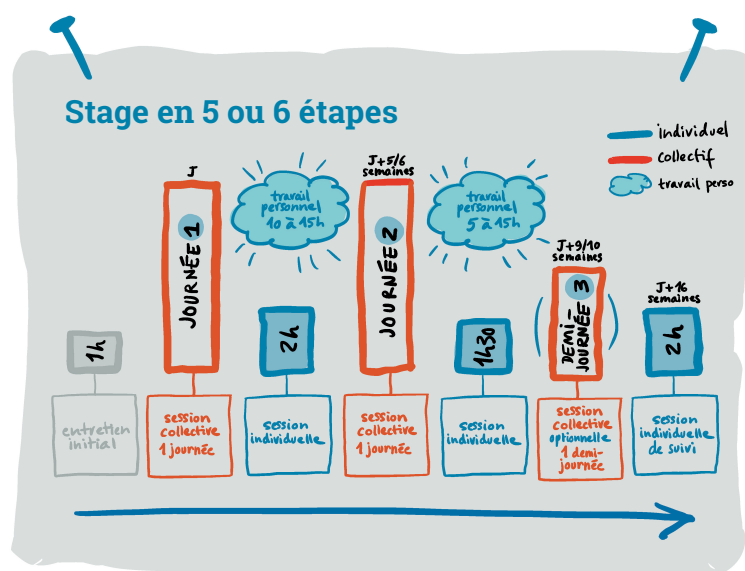 Stage en 5 ou 6 étapes
individuel
collectif
travail perso
J
JOURNÉE 1
travail
personnel
10 à 15h
J+5/6
semaines
JOURNÉE 2
travail
personnel
5 à 15h
J+9/10
semaines
DEMI-
JOURNÉE 3
J+16
semaines
1h
2h
1h30
2h
entretien
initial
session
collective
1 journée
session
individuelle
session
collective
1 journée
session
individuelle
session
collective
optionnelle
1 demi-
journée
session
individuelle
de suivi